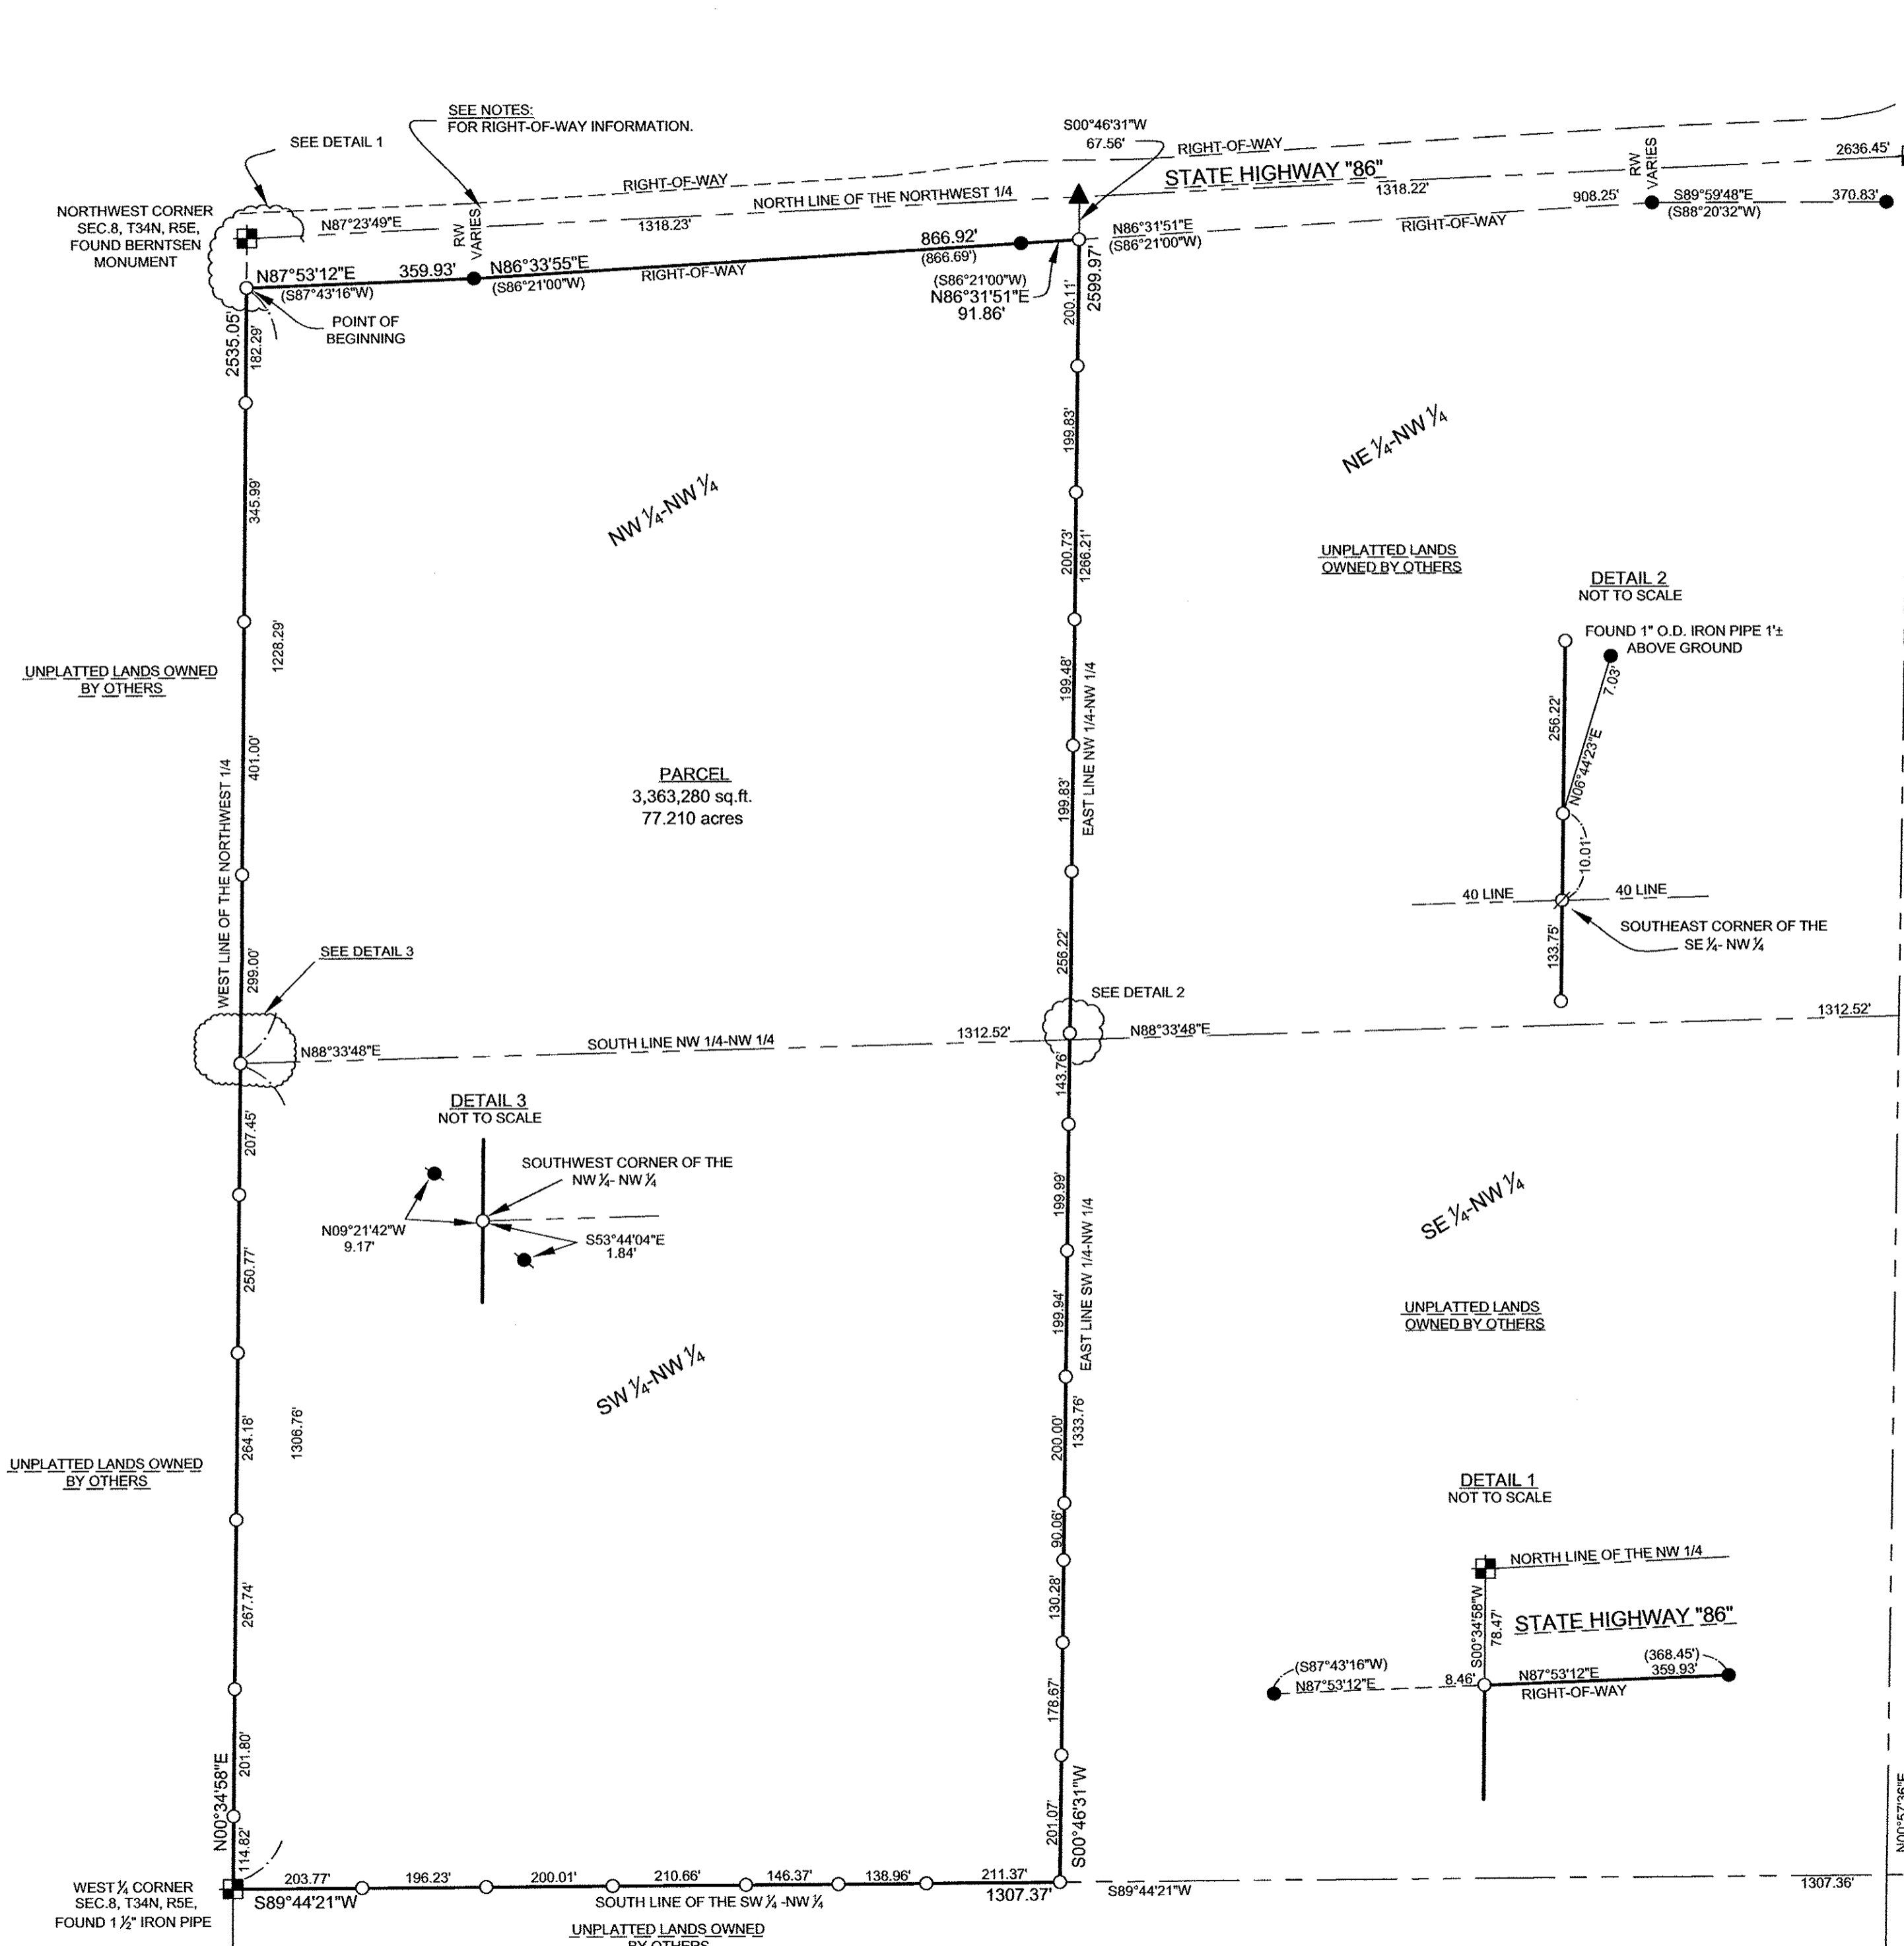 SEE NOTES:
FOR RIGHT-OF-WAY INFORMATION.
SEE DETAIL 1
S00°46'31"W
67.56'
RIGHT-OF-WAY
RIGHT-OF-WAY
STATE HIGHWAY "86"
1318.22'
RW
VARIES
2636.45'
NORTHWEST CORNER
SEC.8, T34N, R5E,
FOUND BERNTSEN
MONUMENT
N87°23'49"E
1318.23'
NORTH LINE OF THE NORTHWEST 1/4
RW
VARIES
908.25'
S89°59'48"E
(S88°20'32"W)
370.83'
N87°53'12"E
359.93'
(S87°43'16"W)
N86°33'55"E
(S86°21'00"W)
RIGHT-OF-WAY
866.92'
(866.69')
N86°31'51"E
(S86°21'00"W)
RIGHT-OF-WAY
(S86°21'00"W)
N86°31'51"E
91.86'
POINT OF
BEGINNING
2535.05'
182.29'
200.11'
2599.97'
345.99'
199.83'
NW ¼-NW ¼
NE ¼-NW ¼
200.73'
1266.21'
UNPLATTED LANDS
OWNED BY OTHERS
DETAIL 2
NOT TO SCALE
FOUND 1" O.D. IRON PIPE 1'±
ABOVE GROUND
7.03'
256.22'
N06°44'23"E
10.01'
40 LINE
40 LINE
SOUTHEAST CORNER OF THE
SE ¼- NW ¼
133.75'
UNPLATTED LANDS OWNED
BY OTHERS
1228.29'
199.48'
EAST LINE NW 1/4-NW 1/4
WEST LINE OF THE NORTHWEST 1/4
401.00'
PARCEL
3,363,280 sq.ft.
77.210 acres
199.83'
299.00'
256.22'
SEE DETAIL 3
SEE DETAIL 2
N88°33'48"E
SOUTH LINE NW 1/4-NW 1/4
1312.52'
N88°33'48"E
1312.52'
207.45'
143.76'
DETAIL 3
NOT TO SCALE
SOUTHWEST CORNER OF THE
NW ¼- NW ¼
N09°21'42"W
9.17'
S53°44'04"E
1.84'
250.77'
199.99'
199.94'
EAST LINE SW 1/4-NW 1/4
SE ¼-NW ¼
UNPLATTED LANDS
OWNED BY OTHERS
SW ¼-NW ¼
264.18'
1306.76'
200.00'
1333.76'
UNPLATTED LANDS OWNED
BY OTHERS
DETAIL 1
NOT TO SCALE
NORTH LINE OF THE NW 1/4
S00°34'58"W
78.47'
STATE HIGHWAY "86"
(S87°43'16"W)
N87°53'12"E
8.46'
N87°53'12"E
(368.45')
359.93'
RIGHT-OF-WAY
90.06'
267.74'
130.28'
178.67'
N00°34'58"E
201.80'
114.82'
201.07'
S00°46'31"W
N00°57'36"E
WEST ¼ CORNER
SEC.8, T34N, R5E,
FOUND 1 ½" IRON PIPE
203.77'
196.23'
200.01'
210.66'
146.37'
138.96'
211.37'
S89°44'21"W
SOUTH LINE OF THE SW ¼ -NW ¼
1307.37'
S89°44'21"W
1307.36'
UNPLATTED LANDS OWNED
BY OTHERS